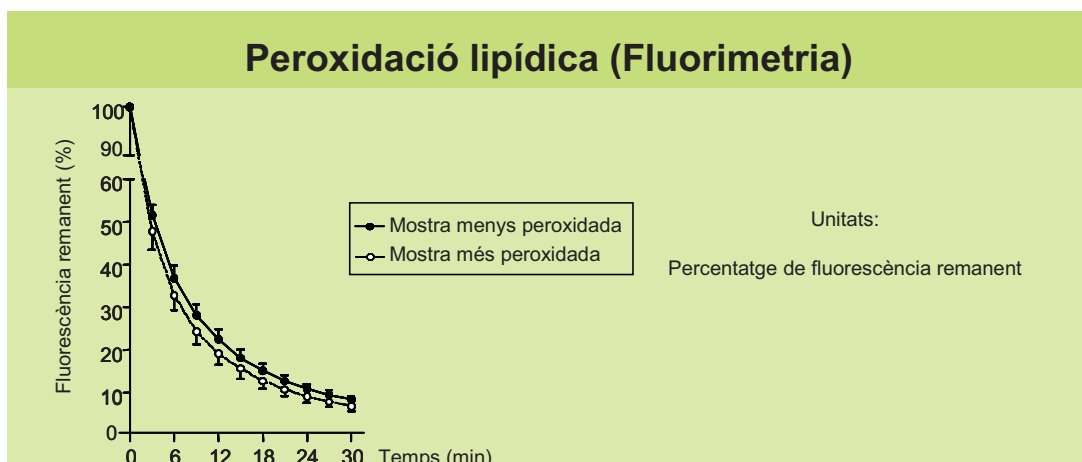 Peroxidació lipídica (Fluorimetria)
Fluorescència remanent (%)
100
90
60
50
40
30
20
10
0
0 6 12 18 24 30 Temps (min)
Mostra menys peroxidada
Mostra més peroxidada
Unitats:
Percentatge de fluorescència remanent